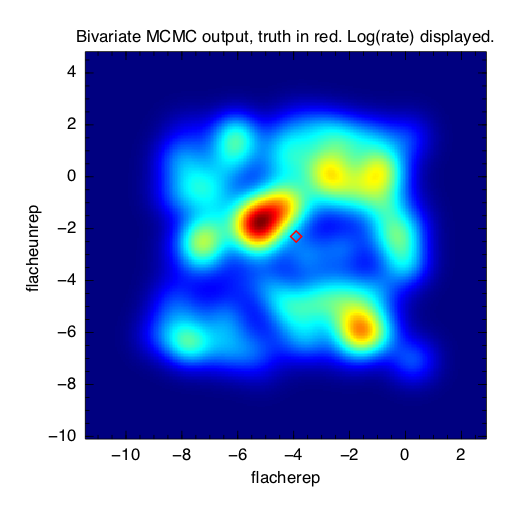 Bivariate MCMC output, truth in red. Log(rate) displayed.
4
2
0
−2
−4
−6
−8
−10
flacheunrep
−10 −8 −6 −4 −2 0 2
flacherep